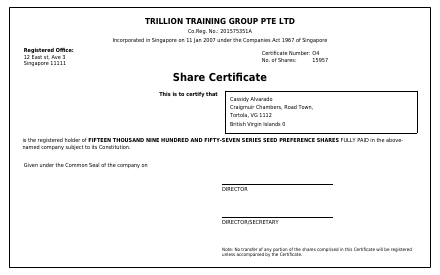 TRILLION TRAINING GROUP PTE LTD
Co.Reg. No.: 201575351A
Incorporated in Singapore on 11 Jan 2007 under the Companies Act 1967 of Singapore
Registered Office:
12 East st, Ave 3
Singapore 11111
Certificate Number: O4
No. of Shares: 15957
Share Certificate
This is to certify that
Cassidy Alvarado
Craigmuir Chambers, Road Town,
Tortola, VG 1112
British Virgin Islands 0
is the registered holder of FIFTEEN THOUSAND NINE HUNDRED AND FIFTY-SEVEN SERIES SEED PREFERENCE SHARES FULLY PAID in the above-
named company subject to its Constitution.
Given under the Common Seal of the company on
DIRECTOR
DIRECTOR/SECRETARY
Note: No transfer of any portion of the shares comprised in this Certificate will be registered
unless accompanied by the Certificate.